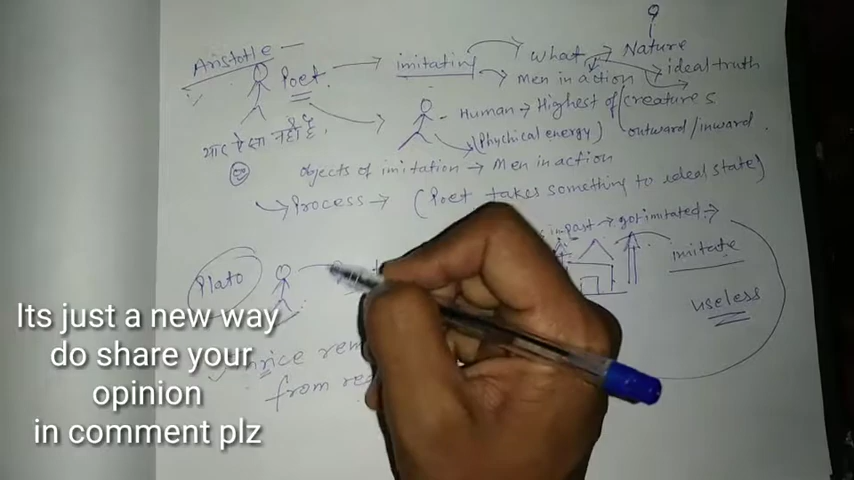 Aristotle —
Poet → imitating → what → Nature
Men in action → ideal truth
Human → Highest of creatures
(Phychical energy) outward/inward
नहीं है.
objects of imitation → Men in action
→ Process → (Poet takes something to ideal state)
impast → got imitated →
imitate
Plato
useless
from
Its just a new way
do share your
opinion
in comment plz